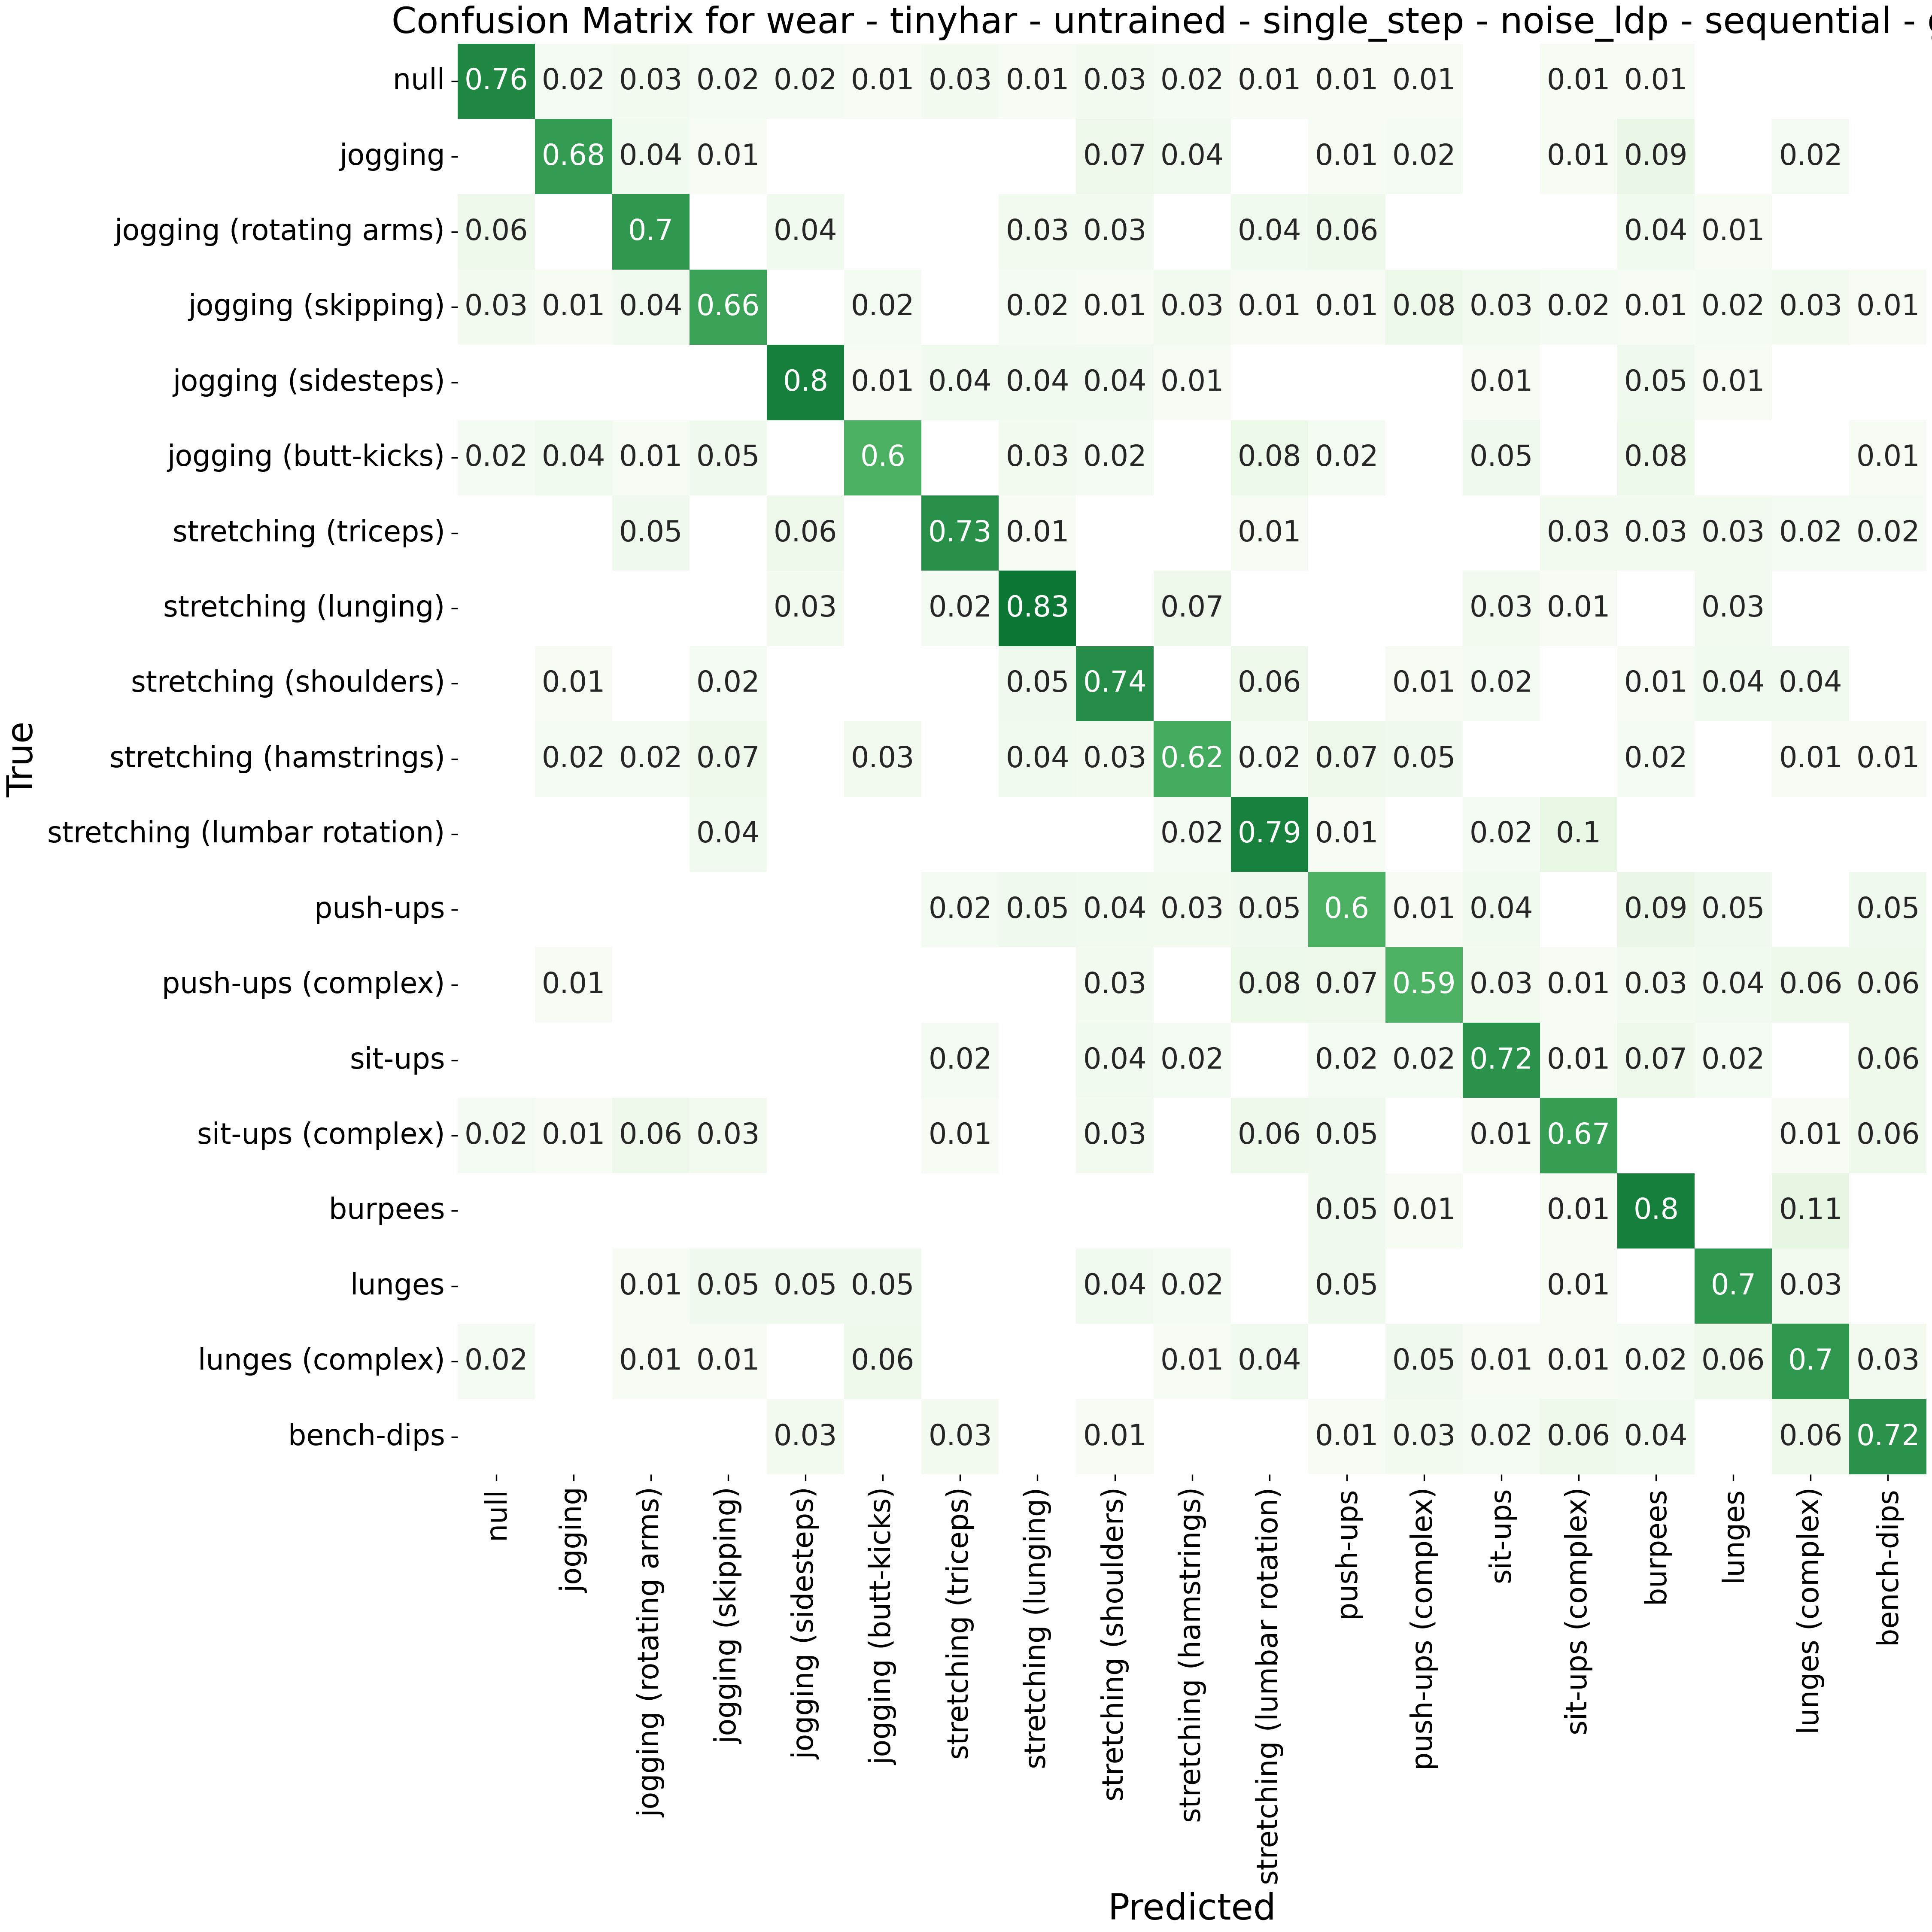 Confusion Matrix for wear - tinyhar - untrained - single_step - noise_ldp - sequential -
null 0.76 0.02 0.03 0.02 0.02 0.01 0.03 0.01 0.03 0.02 0.01 0.01 0.01 0.01 0.01
jogging 0.68 0.04 0.01 0.07 0.04 0.01 0.02 0.01 0.09 0.02
jogging (rotating arms) 0.06 0.7 0.04 0.03 0.03 0.04 0.06 0.04 0.01
jogging (skipping) 0.03 0.01 0.04 0.66 0.02 0.02 0.01 0.03 0.01 0.01 0.08 0.03 0.02 0.01 0.02 0.03 0.01
jogging (sidesteps) 0.8 0.01 0.04 0.04 0.04 0.01 0.01 0.05 0.01
jogging (butt-kicks) 0.02 0.04 0.01 0.05 0.6 0.03 0.02 0.08 0.02 0.05 0.08 0.01
stretching (triceps) 0.05 0.06 0.73 0.01 0.01 0.03 0.03 0.03 0.02 0.02
stretching (lunging) 0.03 0.02 0.83 0.07 0.03 0.01 0.03
stretching (shoulders) 0.01 0.02 0.05 0.74 0.06 0.01 0.02 0.01 0.04 0.04
stretching (hamstrings) 0.02 0.02 0.07 0.03 0.04 0.03 0.62 0.02 0.07 0.05 0.02 0.01 0.01
stretching (lumbar rotation) 0.04 0.02 0.79 0.01 0.02 0.1
push-ups 0.02 0.05 0.04 0.03 0.05 0.6 0.01 0.04 0.09 0.05 0.05
push-ups (complex) 0.01 0.03 0.08 0.07 0.59 0.03 0.01 0.03 0.04 0.06 0.06
sit-ups 0.02 0.04 0.02 0.02 0.02 0.72 0.01 0.07 0.02 0.06
sit-ups (complex) 0.02 0.01 0.06 0.03 0.01 0.03 0.06 0.05 0.01 0.67 0.01 0.06
burpees 0.05 0.01 0.01 0.8 0.11
lunges 0.01 0.05 0.05 0.05 0.04 0.02 0.05 0.01 0.7 0.03
lunges (complex) 0.02 0.01 0.01 0.06 0.01 0.04 0.05 0.01 0.01 0.02 0.06 0.7 0.03
bench-dips 0.03 0.03 0.01 0.01 0.03 0.02 0.06 0.04 0.06 0.72
True
null
jogging
jogging (rotating arms)
jogging (skipping)
jogging (sidesteps)
jogging (butt-kicks)
stretching (triceps)
stretching (lunging)
stretching (shoulders)
stretching (hamstrings)
stretching (lumbar rotation)
push-ups
push-ups (complex)
sit-ups
sit-ups (complex)
burpees
lunges
lunges (complex)
bench-dips
Predicted